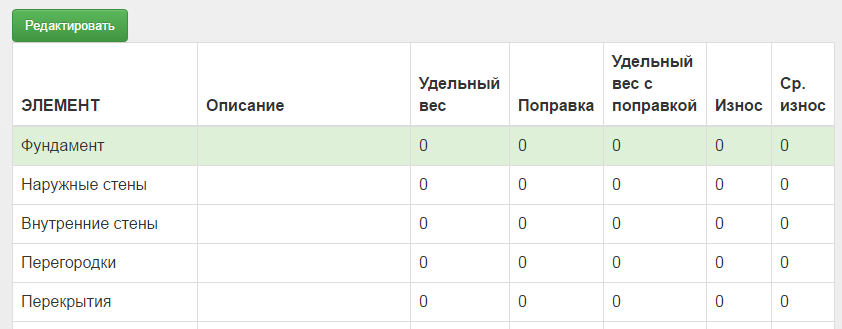 Редактировать
ЭЛЕМЕНТ Описание Удельный вес Поправка Удельный вес с поправкой Износ Ср. износ
Фундамент 0 0 0 0 0
Наружные стены 0 0 0 0 0
Внутренние стены 0 0 0 0 0
Перегородки 0 0 0 0 0
Перекрытия 0 0 0 0 0